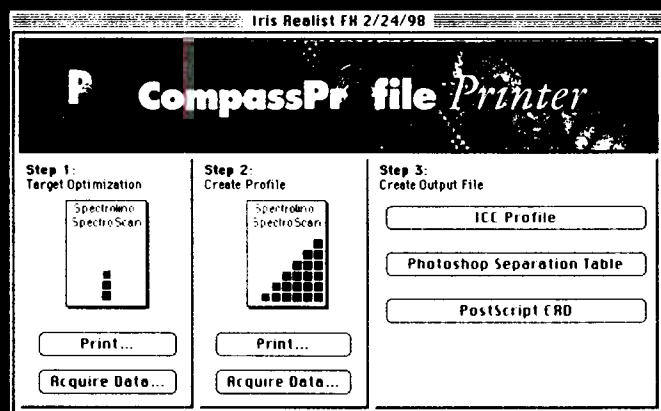 Iris Realist FX 2/24/98
CompassPr file Printer
Step 1:
Target Optimization
Spectrolino
SpectroScan
Print...
Acquire Data...
Step 2:
Create Profile
Spectrolino
SpectroScan
Print...
Acquire Data...
Step 3:
Create Output File
ICC Profile
Photoshop Separation Table
PostScript CRD